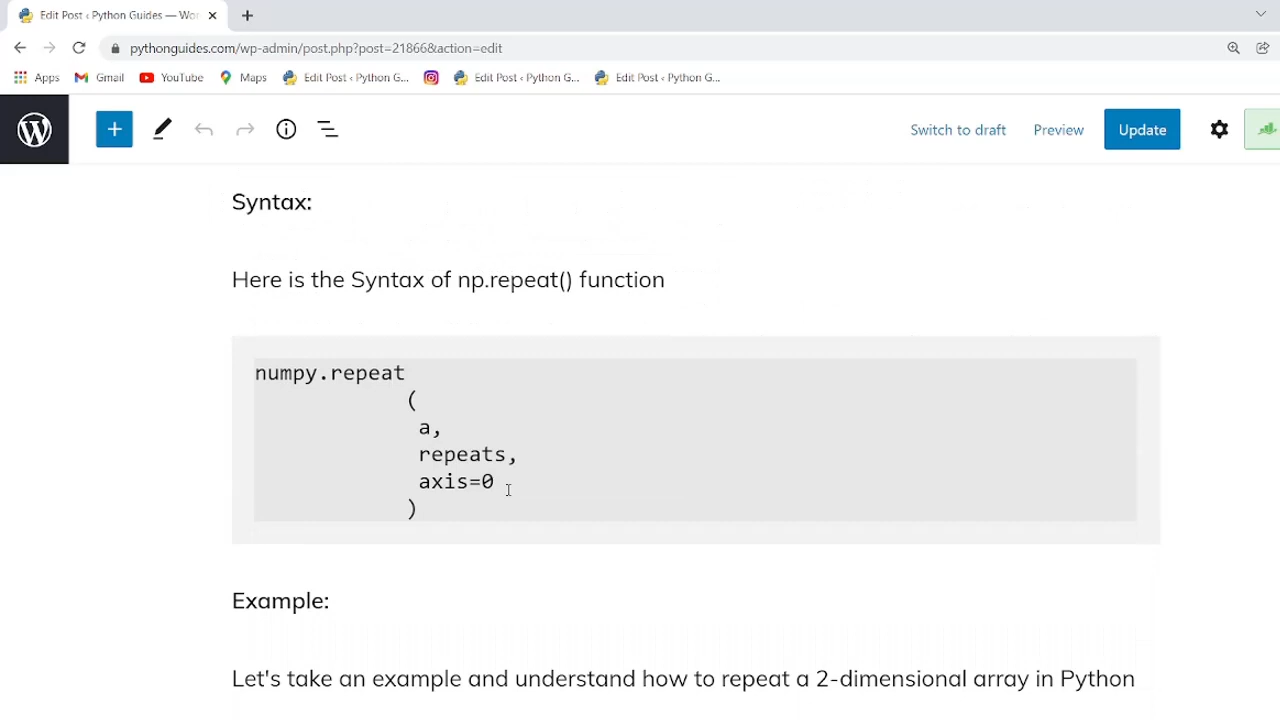 Edit Post ‹ Python Guides — Wor
pythonguides.com/wp-admin/post.php?post=21866&action=edit
Apps Gmail YouTube Maps Edit Post ‹ Python G... Edit Post ‹ Python G... Edit Post ‹ Python G...
Switch to draft Preview Update
Syntax:
Here is the Syntax of np.repeat() function
numpy.repeat
(
a,
repeats,
axis=0
)
Example:
Let's take an example and understand how to repeat a 2-dimensional array in Python